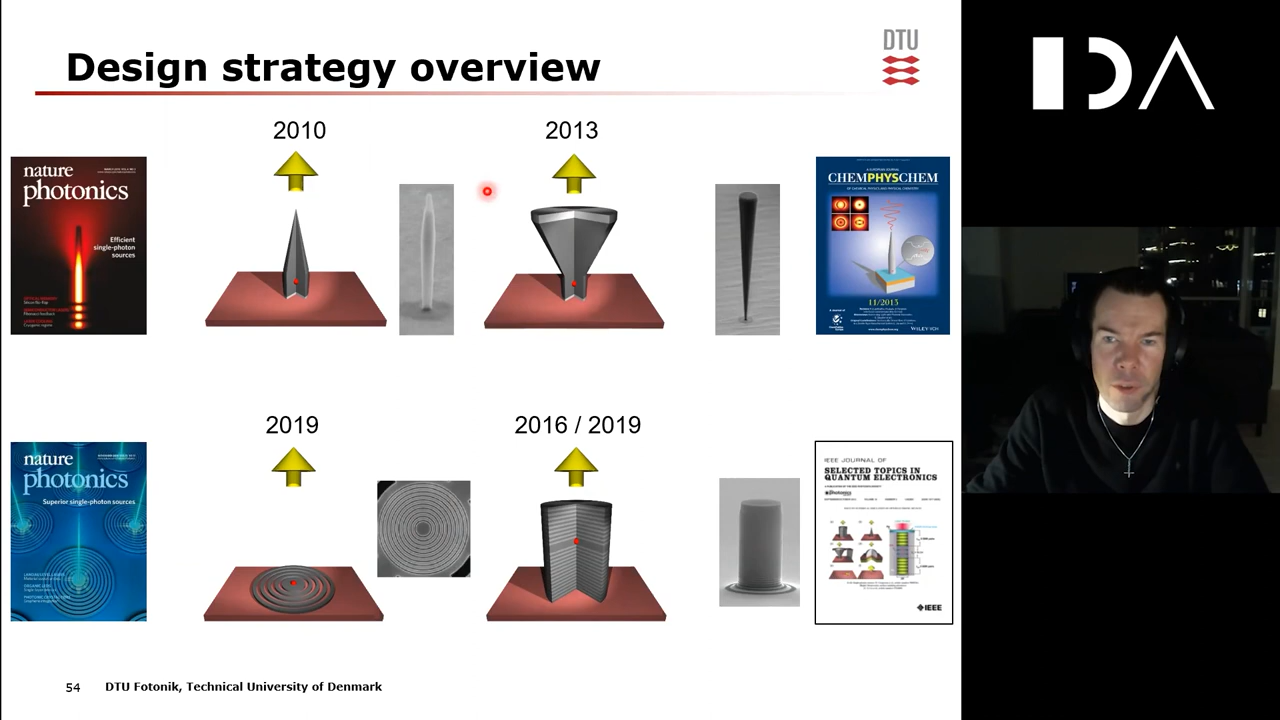 Design strategy overview
DTU
IDA
2010
2013
nature
photonics
Efficient
single-photon
sources
CHEMPHYSCHEM
11/2013
WILEY-VCH
2019
2016 / 2019
nature
photonics
Superior single-photon sources
IEEE JOURNAL OF
SELECTED TOPICS IN
QUANTUM ELECTRONICS
IEEE
54
DTU Fotonik, Technical University of Denmark